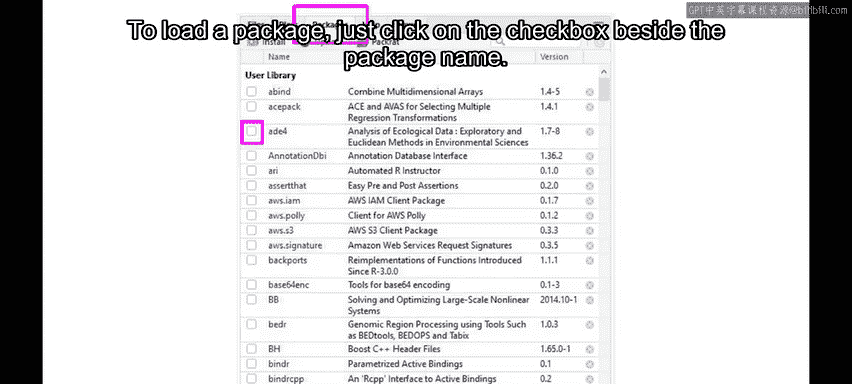 GPT中英字幕课程资源@bilibili.com
To load a package, just click on the checkbox beside the
package name.
Install
Packrat
Name Version
User Library
abind Combine Multidimensional Arrays 1.4-5
acepack ACE and AVAS for Selecting Multiple 1.4.1
Regression Transformations
ade4 Analysis of Ecological Data : Exploratory and 1.7-8
Euclidean Methods in Environmental Sciences
AnnotationDbi Annotation Database Interface 1.36.2
ari Automated R Instructor 0.1.0
assertthat Easy Pre and Post Assertions 0.2.0
aws.iam AWS IAM Client Package 0.1.7
aws.polly Client for AWS Polly 0.1.2
aws.s3 AWS S3 Client Package 0.3.3
aws.signature Amazon Web Services Request Signatures 0.3.5
backports Reimplementations of Functions Introduced 1.1.1
Since R-3.0.0
base64enc Tools for base64 encoding 0.1-3
BB Solving and Optimizing Large-Scale Nonlinear 2014.10-1
Systems
bedr Genomic Region Processing using Tools Such 1.0.3
as BEDtools, BEDOPS and Tabix
BH Boost C++ Header Files 1.65.0-1
bindr Parametrized Active Bindings 0.1
bindrcpp An 'Rcpp' Interface to Active Bindings 0.2